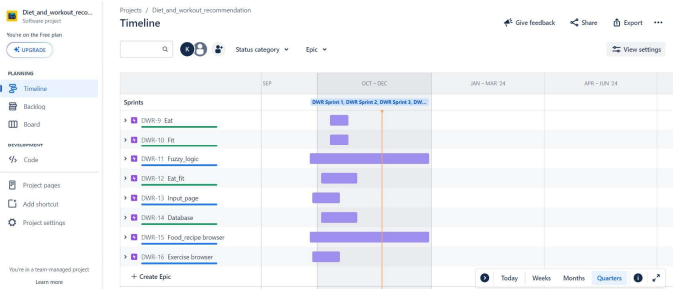 Diet_and_workout_reco...
Software project
You're on the Free plan
UPGRADE
PLANNING
Timeline
Backlog
Board
DEVELOPMENT
Code
Project pages
Add shortcut
Project settings
You're in a team-managed project
Learn more
Projects / Diet_and_workout_recommendation
Timeline
Give feedback
Share
Export
K
Status category
Epic
View settings
SEP
OCT – DEC
JAN – MAR '24
APR – JUN '24
Sprints
DWR Sprint 1, DWR Sprint 2, DWR Sprint 3, DW...
DWR-9 Eat
DWR-10 Fit
DWR-11 Fuzzy_logic
DWR-12 Eat_fit
DWR-13 Input_page
DWR-14 Database
DWR-15 Food_recipe browser
DWR-16 Exercise browser
+ Create Epic
Today
Weeks
Months
Quarters